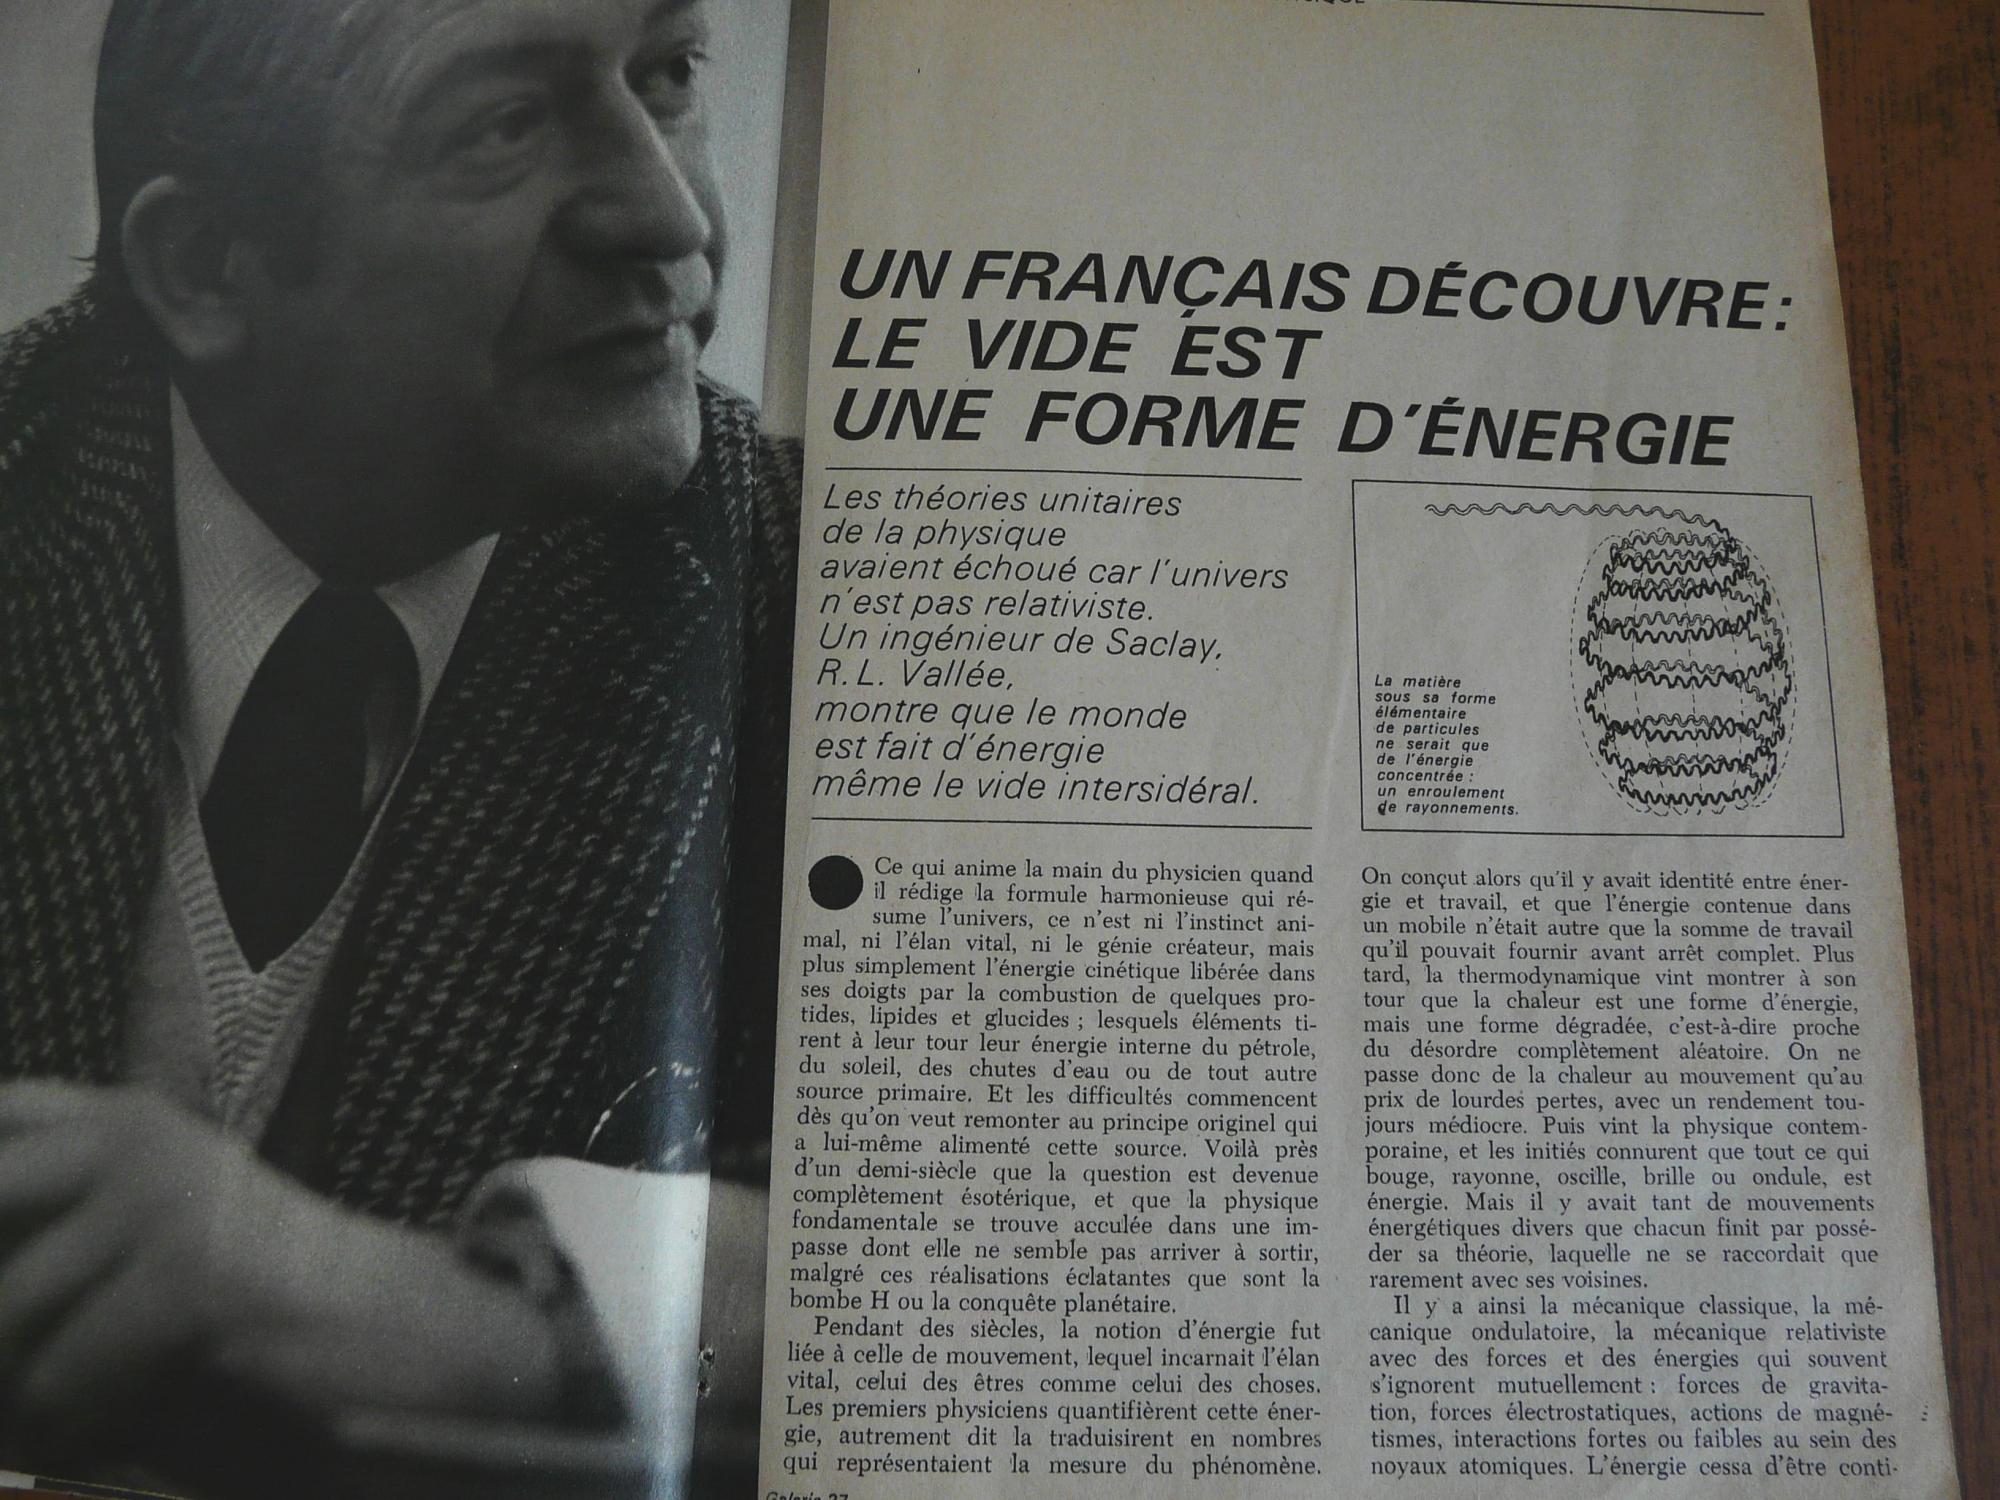 UN FRANÇAIS DÉCOUVRE:
LE VIDE EST
UNE FORME D'ÉNERGIE
Les théories unitaires
de la physique
avaient échoué car l'univers
n'est pas relativiste.
Un ingénieur de Saclay,
R.L. Vallée,
montre que le monde
est fait d'énergie
même le vide intersidéral.
La matière
sous sa forme
élémentaire
de particules
ne serait que
de l'énergie
concentrée :
un enroulement
de rayonnements.
Ce qui anime la main du physicien quand
il rédige la formule harmonieuse qui ré-
sume l'univers, ce n'est ni l'instinct ani-
mal, ni l'élan vital, ni le génie créateur, mais
plus simplement l'énergie cinétique libérée dans
ses doigts par la combustion de quelques pro-
tides, lipides et glucides ; lesquels éléments ti-
rent à leur tour leur énergie interne du pétrole,
du soleil, des chutes d'eau ou de tout autre
source primaire. Et les difficultés commencent
dès qu'on veut remonter au principe originel qui
a lui-même alimenté cette source. Voilà près
d'un demi-siècle que la question est devenue
complètement ésotérique, et que la physique
fondamentale se trouve acculée dans une im-
passe dont elle ne semble pas arriver à sortir,
malgré ces réalisations éclatantes que sont la
bombe H ou la conquête planétaire.
Pendant des siècles, la notion d'énergie fut
liée à celle de mouvement, lequel incarnait l'élan
vital, celui des êtres comme celui des choses.
Les premiers physiciens quantifièrent cette éner-
gie, autrement dit la traduisirent en nombres
qui représentaient la mesure du phénomène.
On conçut alors qu'il y avait identité entre éner-
gie et travail, et que l'énergie contenue dans
un mobile n'était autre que la somme de travail
qu'il pouvait fournir avant arrêt complet. Plus
tard, la thermodynamique vint montrer à son
tour que la chaleur est une forme d'énergie,
mais une forme dégradée, c'est-à-dire proche
du désordre complètement aléatoire. On ne
passe donc de la chaleur au mouvement qu'au
prix de lourdes pertes, avec un rendement tou-
jours médiocre. Puis vint la physique contem-
poraine, et les initiés connurent que tout ce qui
bouge, rayonne, oscille, brille ou ondule, est
énergie. Mais il y avait tant de mouvements
énergétiques divers que chacun finit par possé-
der sa théorie, laquelle ne se raccordait que
rarement avec ses voisines.
Il y a ainsi la mécanique classique, la mé-
canique ondulatoire, la mécanique relativiste
avec des forces et des énergies qui souvent
s'ignorent mutuellement : forces de gravita-
tion, forces électrostatiques, actions de magné-
tismes, interactions fortes ou faibles au sein des
noyaux atomiques. L'énergie cessa d'être conti-